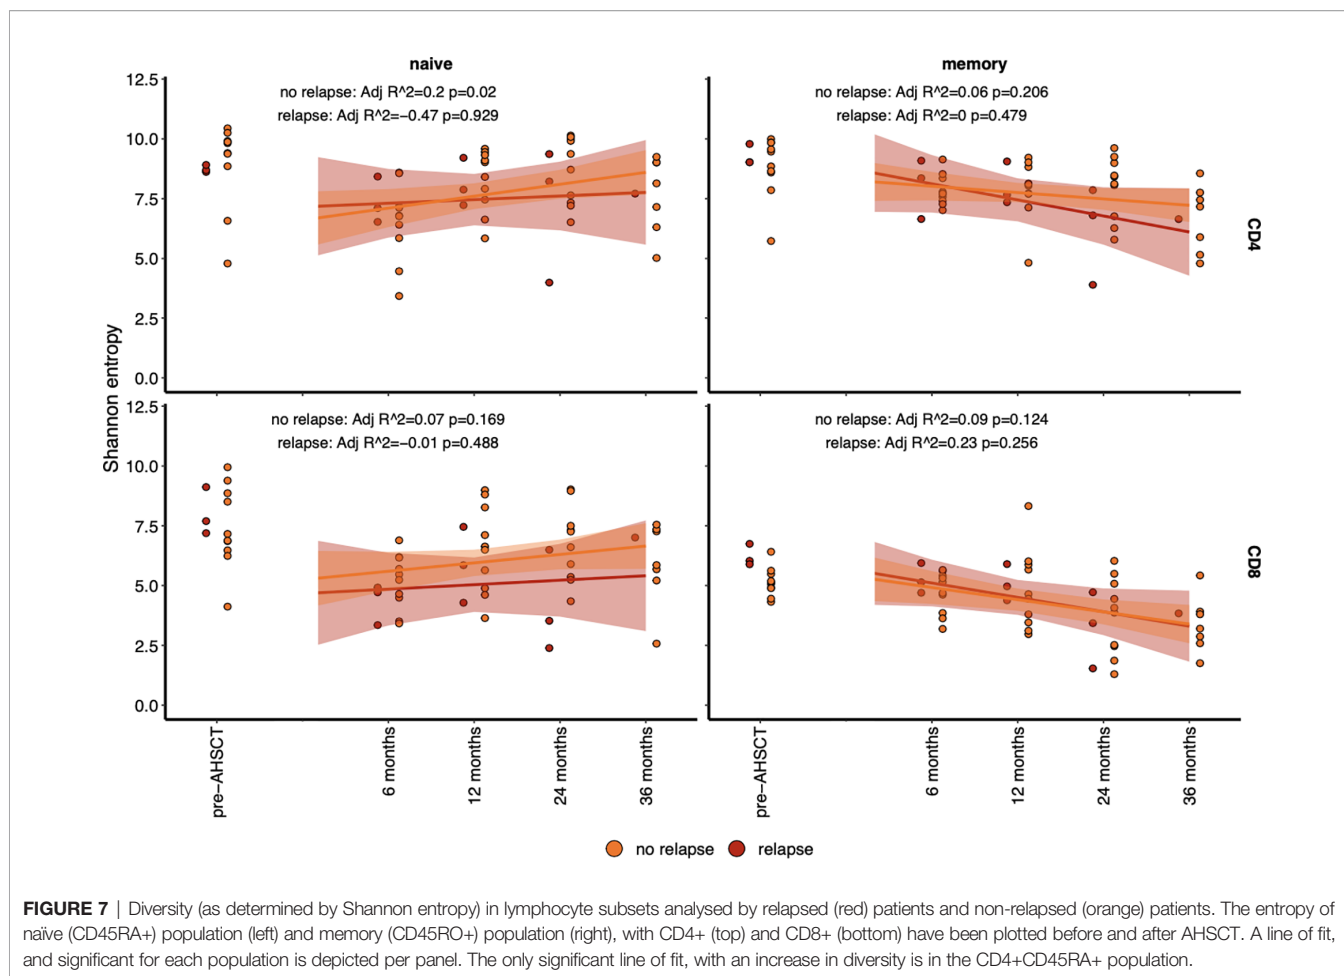 naive
memory
12.5
10.0
7.5
5.0
2.5
0.0
no relapse: Adj R^2=0.2 p=0.02
relapse: Adj R^2=−0.47 p=0.929
no relapse: Adj R^2=0.06 p=0.206
relapse: Adj R^2=0 p=0.479
CD4
Shannon entropy
12.5
10.0
7.5
5.0
2.5
0.0
no relapse: Adj R^2=0.07 p=0.169
relapse: Adj R^2=−0.01 p=0.488
no relapse: Adj R^2=0.09 p=0.124
relapse: Adj R^2=0.23 p=0.256
CD8
pre−AHSCT
6 months
12 months
24 months
36 months
pre−AHSCT
6 months
12 months
24 months
36 months
no relapse
relapse
FIGURE 7 | Diversity (as determined by Shannon entropy) in lymphocyte subsets analysed by relapsed (red) patients and non-relapsed (orange) patients. The entropy of
naïve (CD45RA+) population (left) and memory (CD45RO+) population (right), with CD4+ (top) and CD8+ (bottom) have been plotted before and after AHSCT. A line of fit,
and significant for each population is depicted per panel. The only significant line of fit, with an increase in diversity is in the CD4+CD45RA+ population.